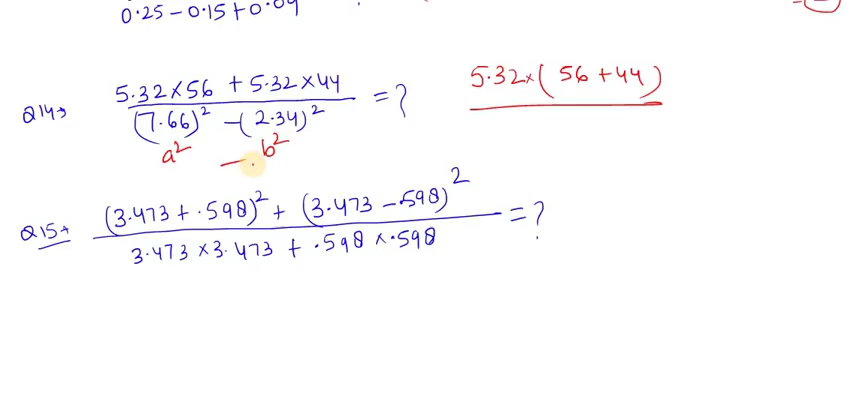 0.25 - 0.15 + 0.09
Q14→ (5.32 × 56 + 5.32 × 44) / ((7.66)² - (2.34)²) = ?
a² - b²
5.32 × (56 + 44)
Q15→ ((3.473 + .598)² + (3.473 - .598)²) / (3.473 × 3.473 + .598 × .598) = ?